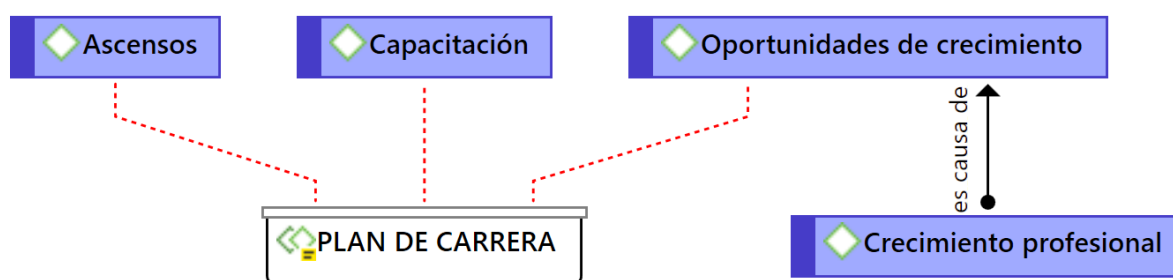 Ascensos
Capacitación
Oportunidades de crecimiento
es causa de
PLAN DE CARRERA
Crecimiento profesional